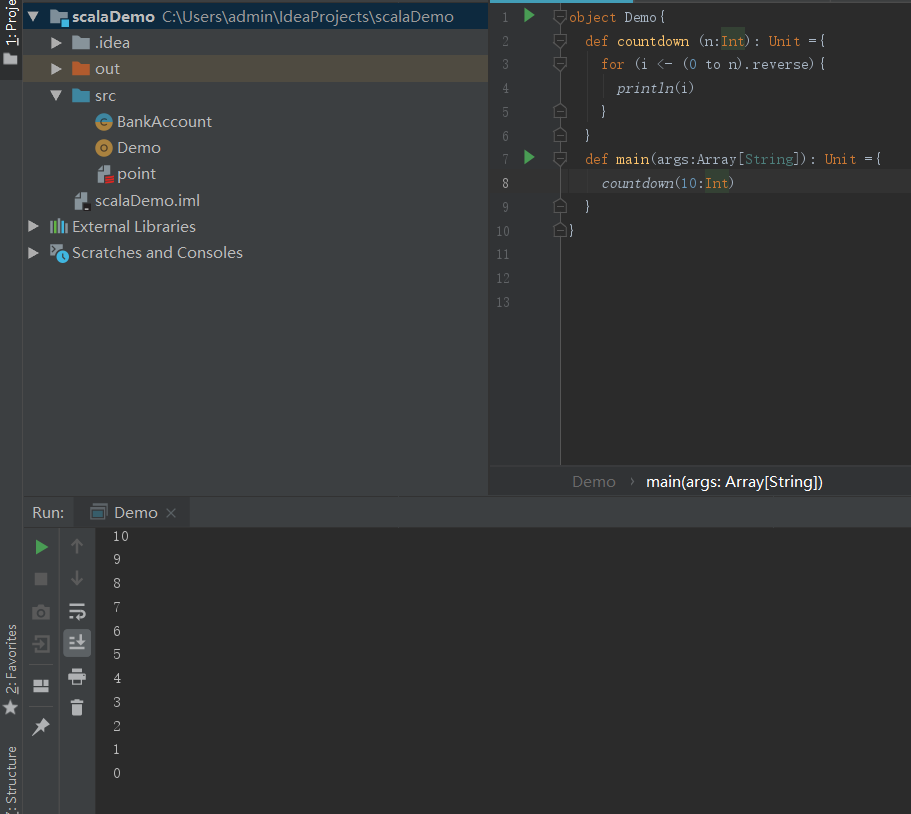 1: Proje
scalaDemo C:\Users\admin\IdeaProjects\scalaDemo
.idea
out
src
BankAccount
Demo
point
scalaDemo.iml
External Libraries
Scratches and Consoles
1 object Demo{
2 def countdown (n:Int): Unit ={
3 for (i <- (0 to n).reverse){
4 println(i)
5 }
6 }
7 def main(args:Array[String]): Unit ={
8 countdown(10:Int)
9 }
10 }
11
12
13
Demo › main(args: Array[String])
Run: Demo
10
9
8
7
6
5
4
3
2
1
0
2: Favorites
7: Structure